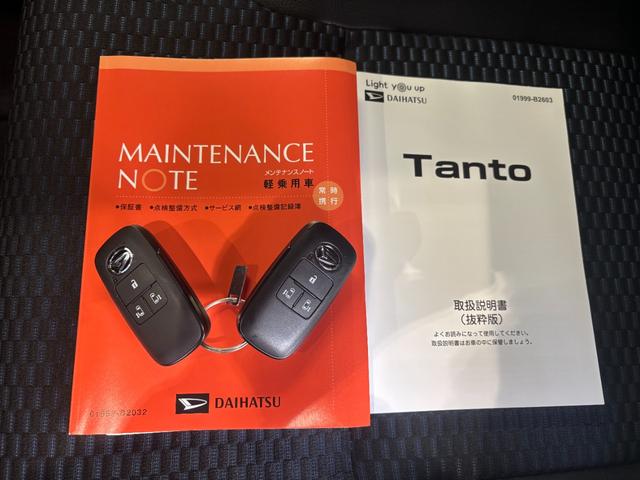 MAINTENANCE
NOTE
メンテナンスノート
軽乗用車
常時
携行
●保証書 ●点検整備方式 ●サービス網 ●点検整備記録簿
DAIHATSU
Light you up
DAIHATSU
01999-B2603
Tanto
取扱説明書
（抜粋版）
よくお読みになって使用してください。
取扱説明書はお車の中に保管しましょう。